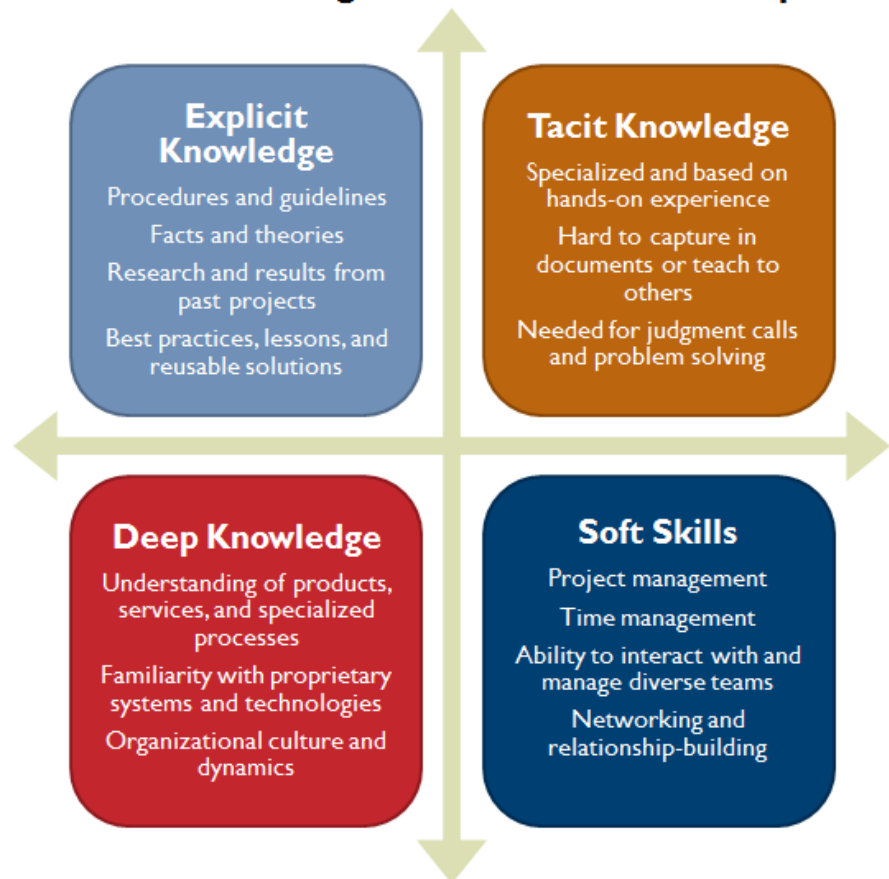 Explicit
Knowledge
Procedures and guidelines
Facts and theories
Research and results from
past projects
Best practices, lessons, and
reusable solutions
Tacit Knowledge
Specialized and based on
hands-on experience
Hard to capture in
documents or teach to
others
Needed for judgment calls
and problem solving
Deep Knowledge
Understanding of products,
services, and specialized
processes
Familiarity with proprietary
systems and technologies
Organizational culture and
dynamics
Soft Skills
Project management
Time management
Ability to interact with and
manage diverse teams
Networking and
relationship-building